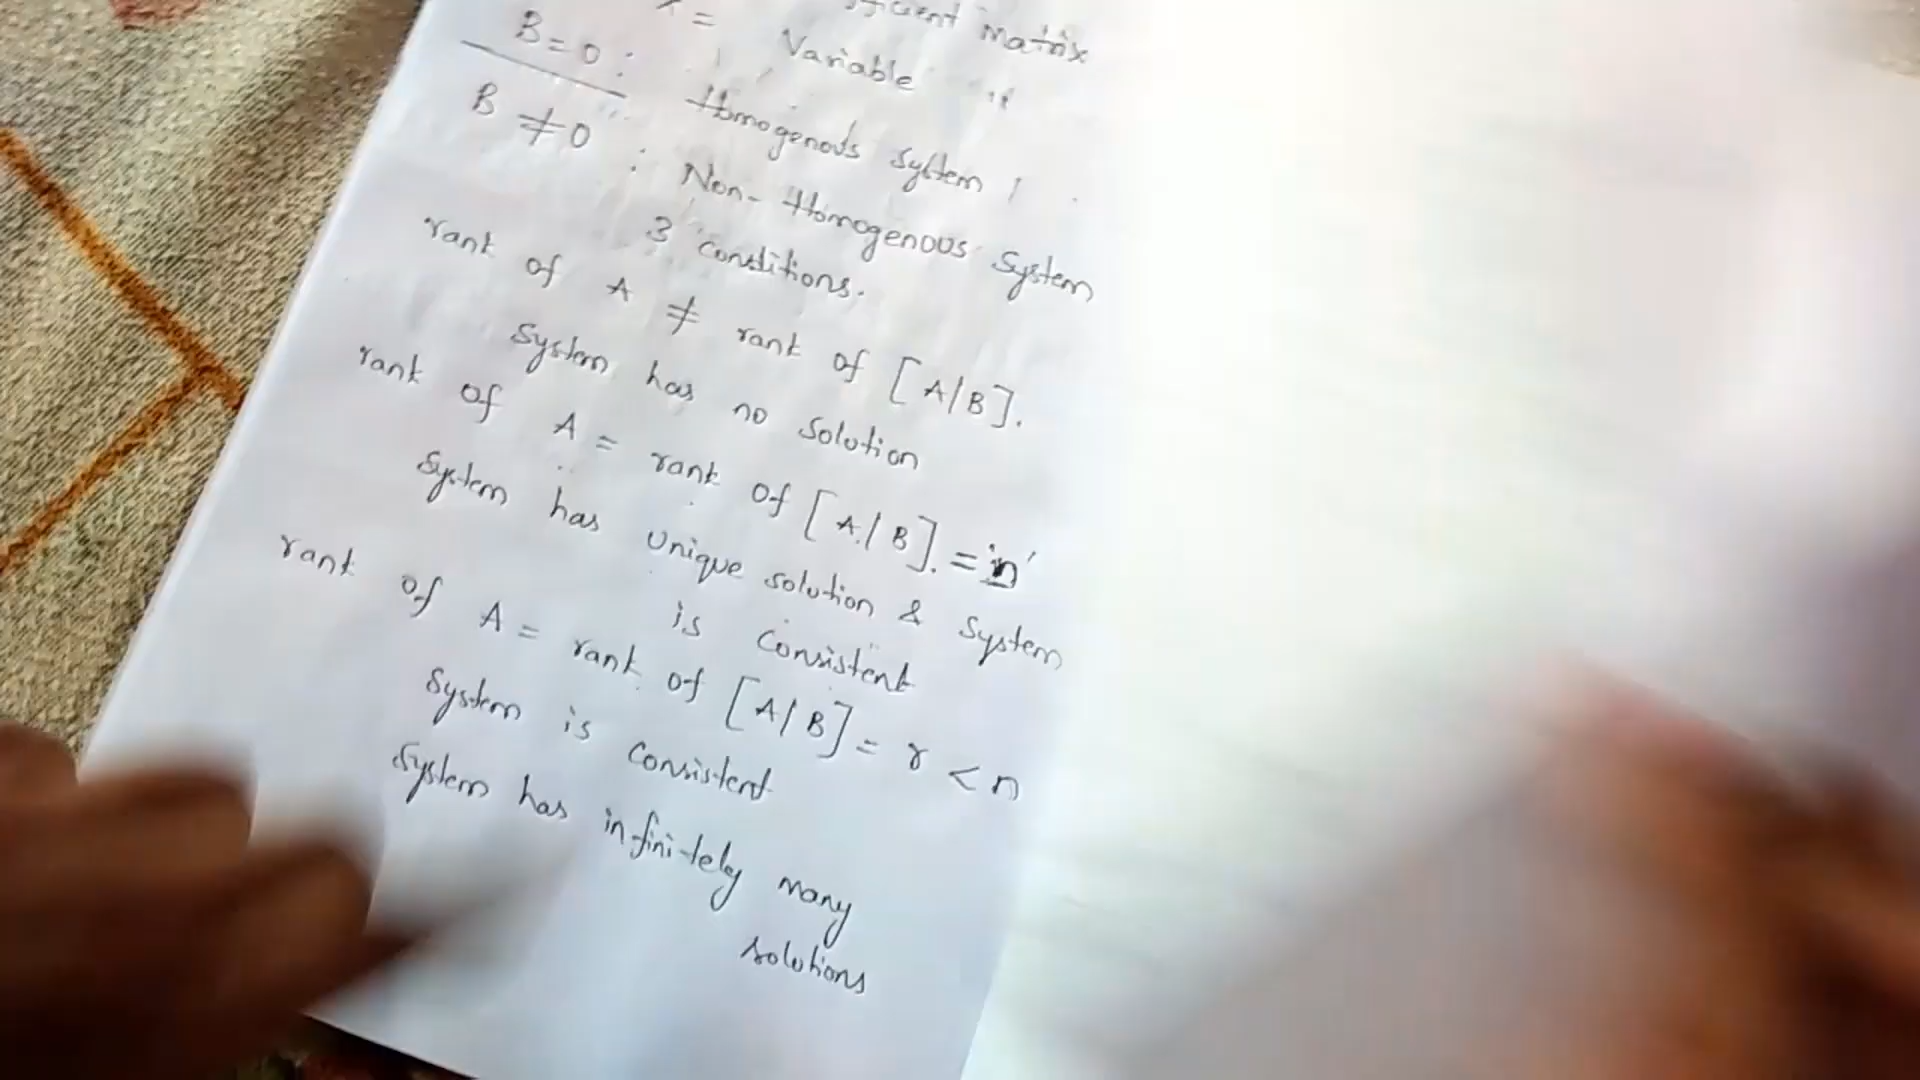 matrix
= Variable "
B = 0 : Homogenous System
B ≠ 0 : Non-Homogenous System
3 conditions.
rank of A ≠ rank of [A/B].
System has no solution
rank of A = rank of [A/B]. = 'n'
System has unique solution & System
is consistent
rank of A = rank of [A/B] = r < n
System is consistent
System has infinitely many
solutions